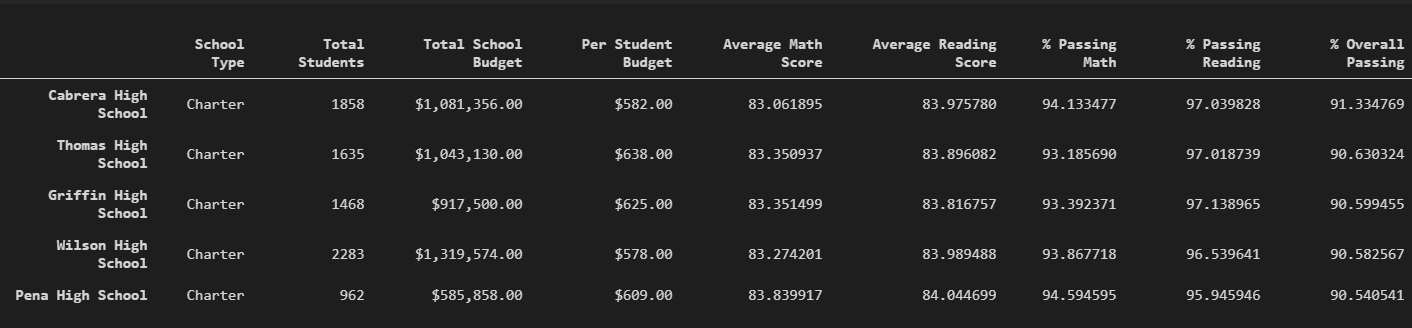 School Type Total Students Total School Budget Per Student Budget Average Math Score Average Reading Score % Passing Math % Passing Reading % Overall Passing
Cabrera High School Charter 1858 $1,081,356.00 $582.00 83.061895 83.975780 94.133477 97.039828 91.334769
Thomas High School Charter 1635 $1,043,130.00 $638.00 83.350937 83.896082 93.185690 97.018739 90.630324
Griffin High School Charter 1468 $917,500.00 $625.00 83.351499 83.816757 93.392371 97.138965 90.599455
Wilson High School Charter 2283 $1,319,574.00 $578.00 83.274201 83.989488 93.867718 96.539641 90.582567
Pena High School Charter 962 $585,858.00 $609.00 83.839917 84.044699 94.594595 95.945946 90.540541